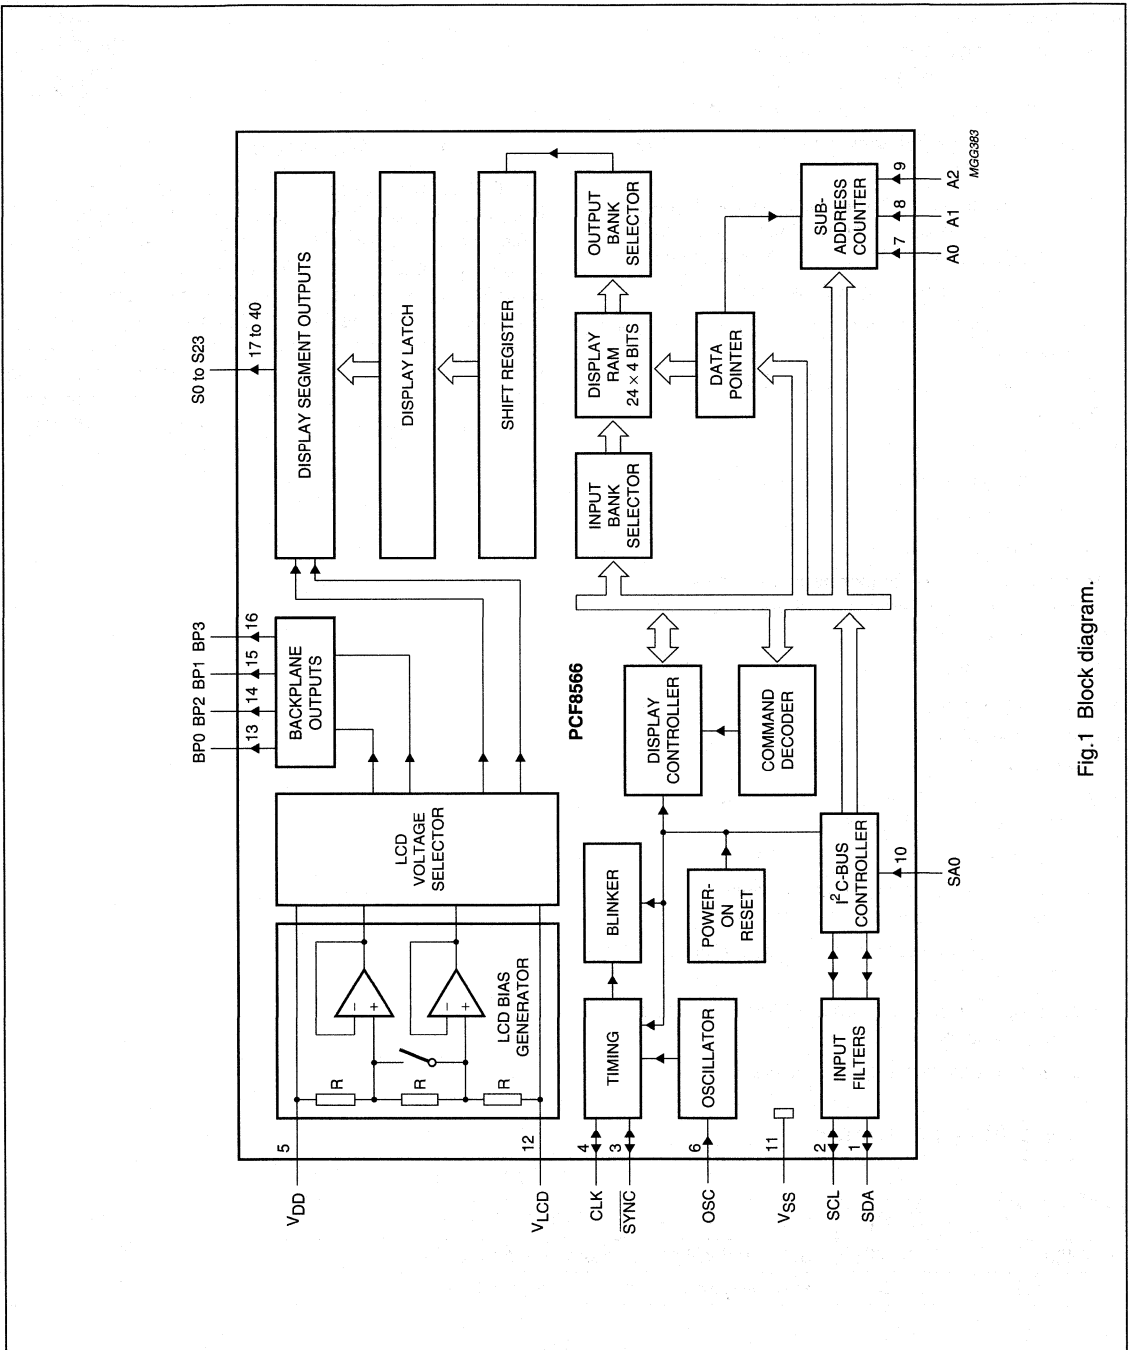 BP0 BP2 BP1 BP3
S0 to S23
13
14
15
16
17 to 40
BACKPLANE
OUTPUTS
DISPLAY SEGMENT OUTPUTS
VDD
5
R
R
R
−
+
−
+
LCD BIAS
GENERATOR
LCD
VOLTAGE
SELECTOR
DISPLAY LATCH
SHIFT REGISTER
VLCD
12
PCF8566
CLK
4
SYNC
3
TIMING
BLINKER
DISPLAY
CONTROLLER
INPUT
BANK
SELECTOR
DISPLAY
RAM
24 × 4 BITS
OUTPUT
BANK
SELECTOR
OSC
6
OSCILLATOR
POWER-
ON
RESET
COMMAND
DECODER
DATA
POINTER
VSS
11
SCL
2
SDA
1
INPUT
FILTERS
I²C-BUS
CONTROLLER
SUB-
ADDRESS
COUNTER
10
SA0
7
8
9
A0
A1
A2
MGG383
Fig.1 Block diagram.